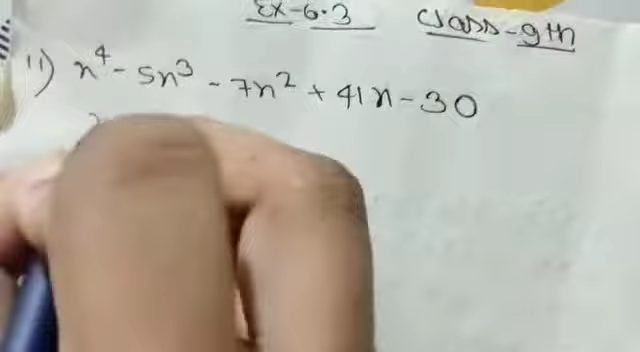 Ex-6.3 class-9th
11) x⁴ - 5x³ - 7x² + 41x - 30